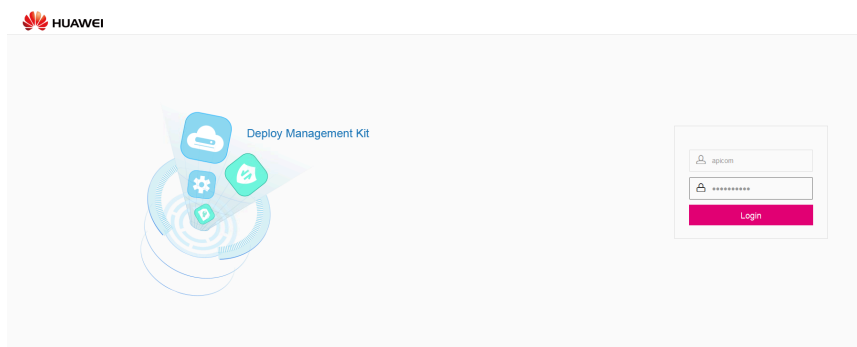 HUAWEI
Deploy Management Kit
apicom
••••••••••
Login